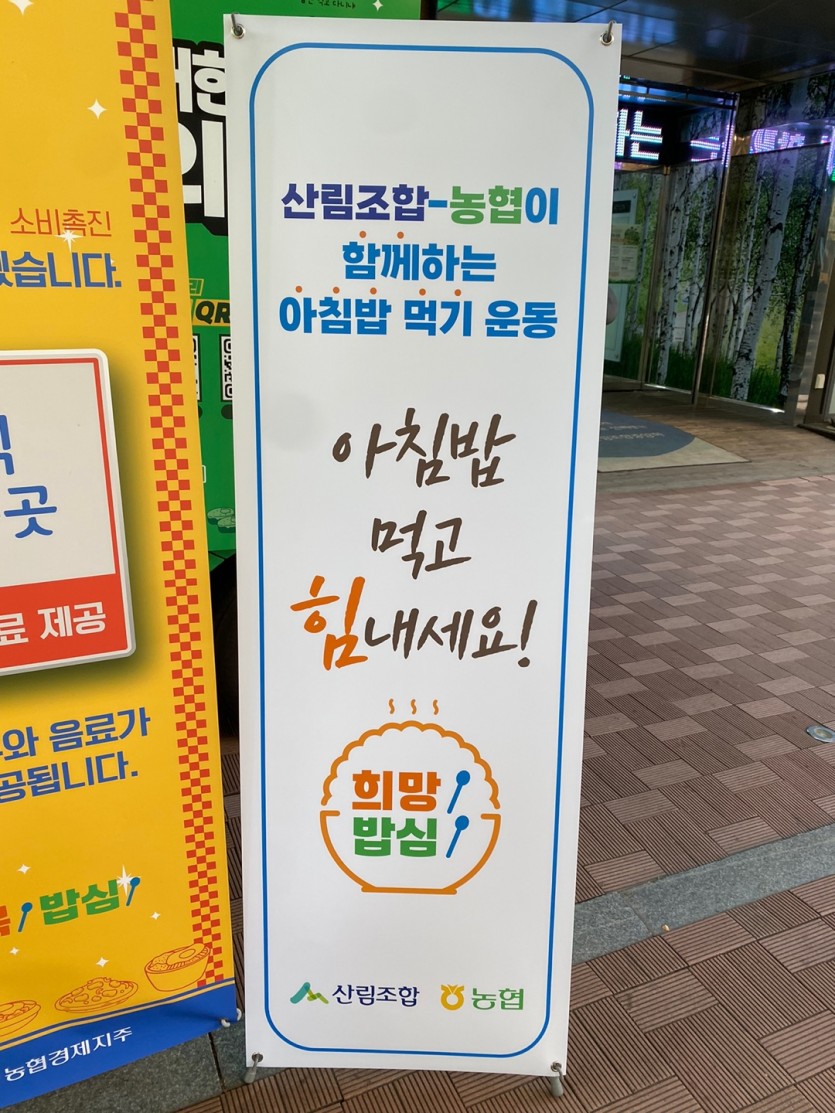 산림조합-농협이
함께하는
아침밥 먹기 운동
아침밥
먹고
힘내세요!
희망
밥심
산림조합
농협
소비촉진
습니다.
곳
료 제공
와 음료가
공됩니다.
밥심
농협경제지주
QR
하는